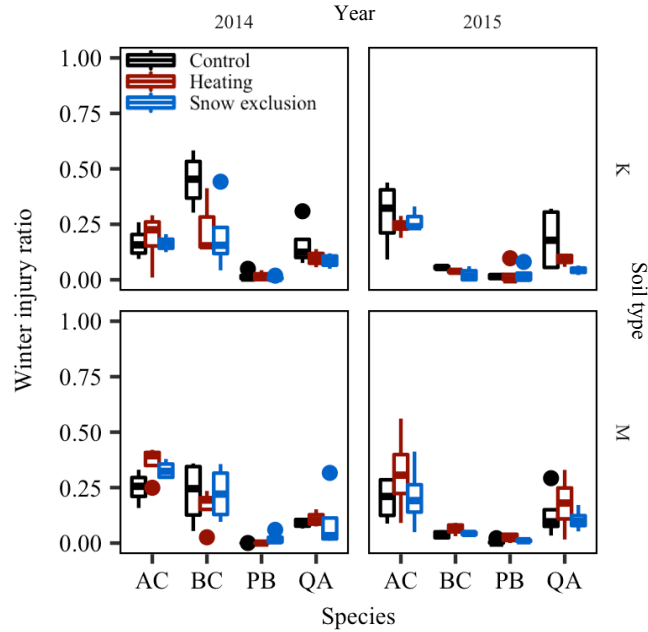 Year
2014 2015
Control
Heating
Snow exclusion
1.00
0.75
0.50
0.25
0.00
K
Winter injury ratio
Soil type
1.00
0.75
0.50
0.25
0.00
M
AC BC PB QA AC BC PB QA
Species